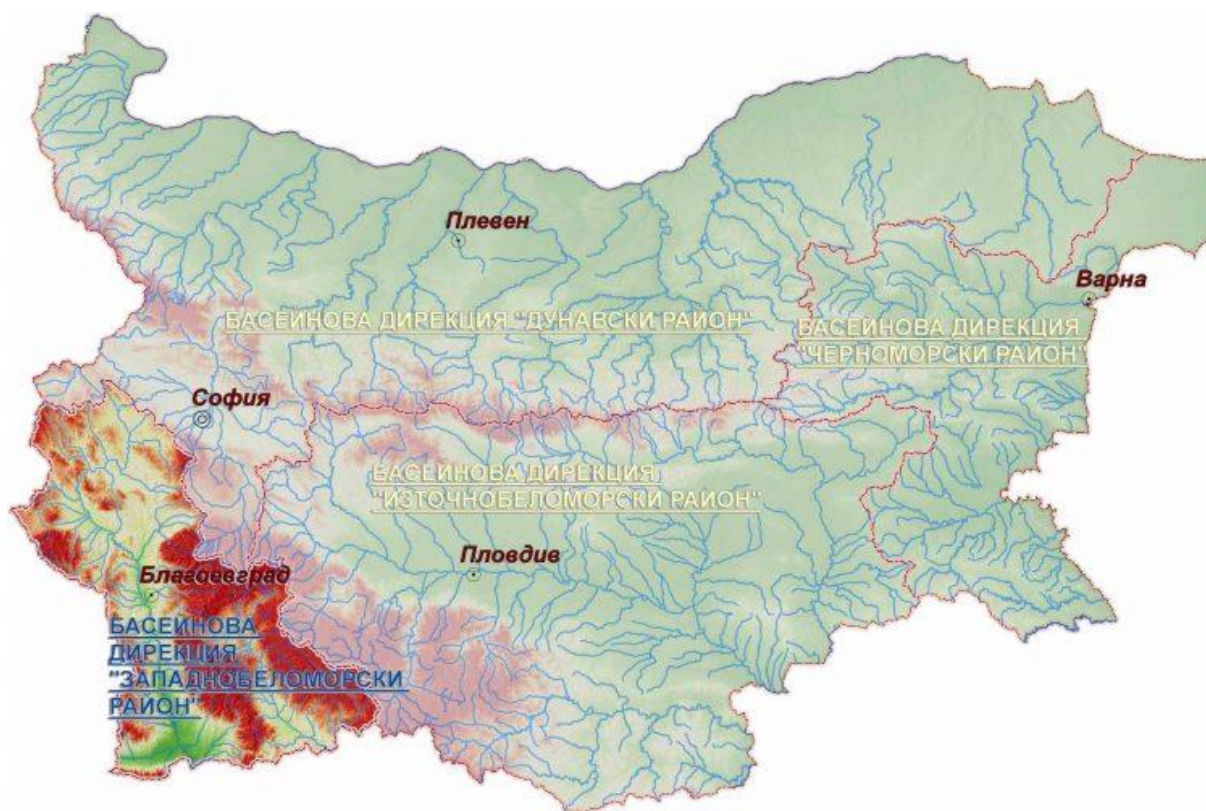 Плевен
Варна
БАСЕЙНОВА ДИРЕКЦИЯ "ДУНАВСКИ РАЙОН"
БАСЕЙНОВА ДИРЕКЦИЯ
"ЧЕРНОМОРСКИ РАЙОН"
София
БАСЕЙНОВА ДИРЕКЦИЯ
"ИЗТОЧНОБЕЛОМОРСКИ РАЙОН"
Пловдив
Благоевград
БАСЕЙНОВА
ДИРЕКЦИЯ
"ЗАПАДНОБЕЛОМОРСКИ
РАЙОН"